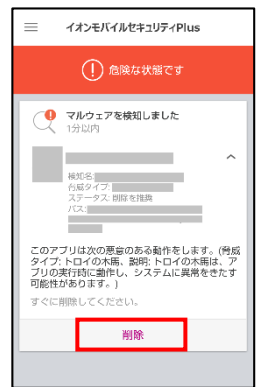 イオンモバイルセキュリティPlus
危険な状態です
マルウェアを検知しました
1分以内
検知名:
脅威タイプ:
ステータス: 削除を推奨
パス:
このアプリは次の悪意のある動作をします。(脅威
タイプ: トロイの木馬、説明: トロイの木馬は、ア
プリの実行時に動作し、システムに異常をきたす
可能性があります。)
すぐに削除してください。
削除